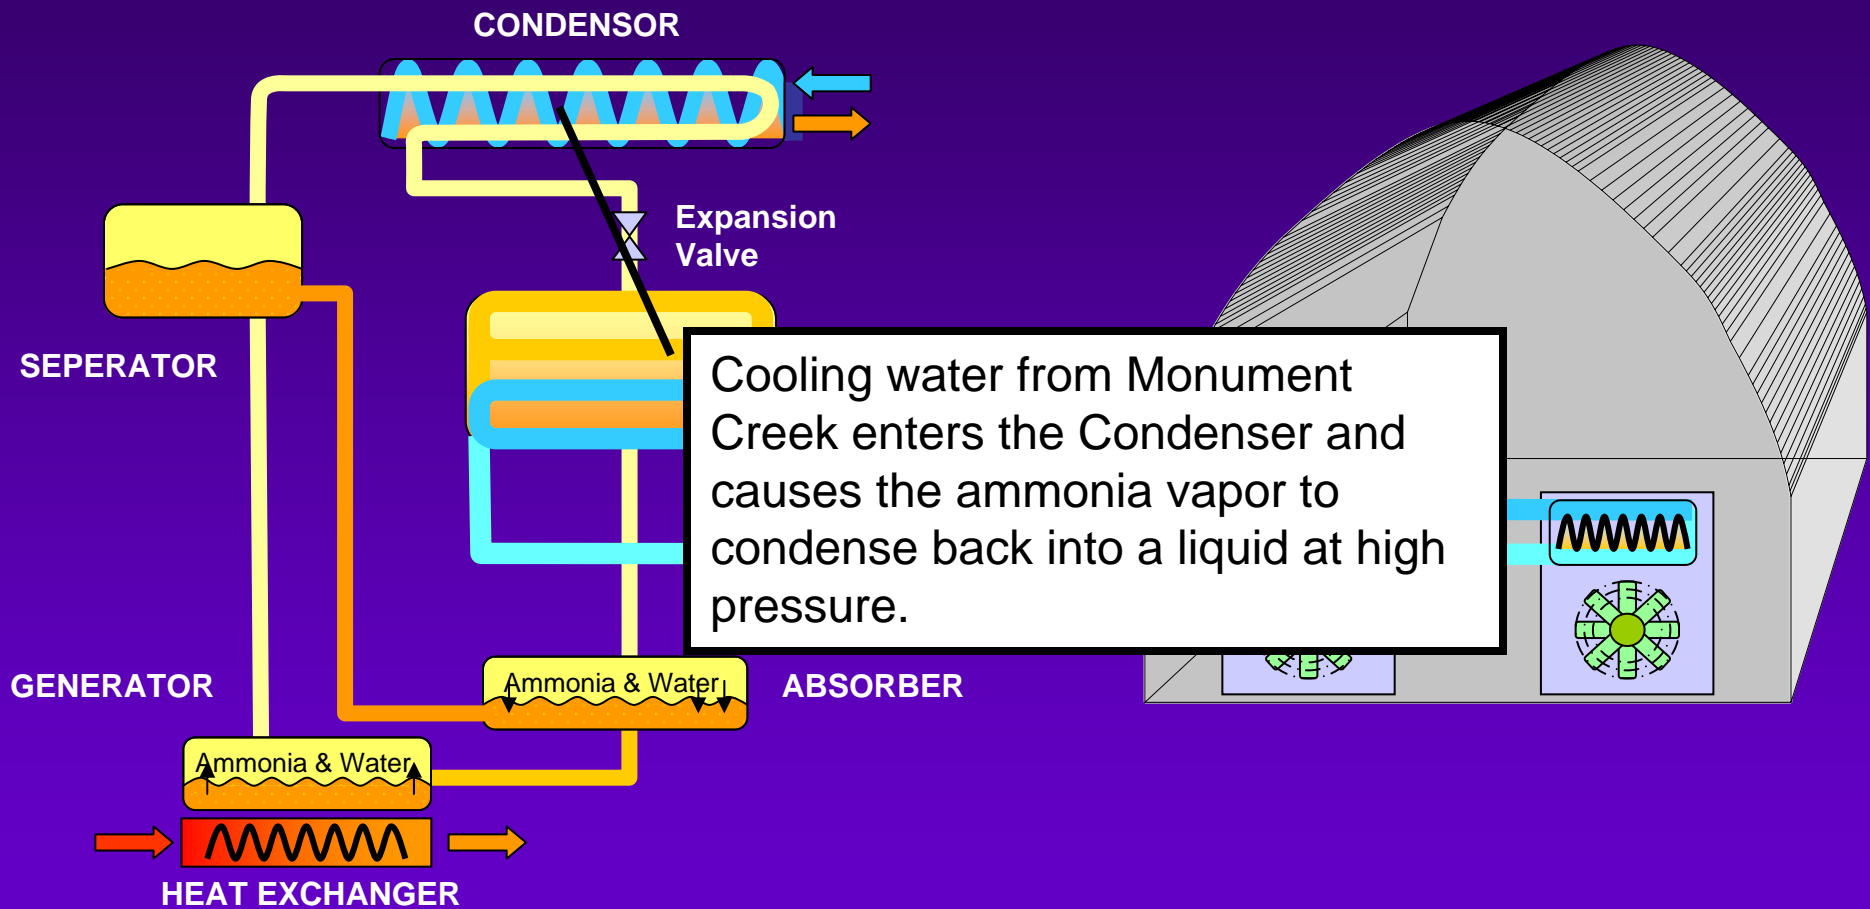 CONDENSOR
Expansion
Valve
SEPERATOR
Cooling water from Monument
Creek enters the Condenser and
causes the ammonia vapor to
condense back into a liquid at high
pressure.
GENERATOR
Ammonia & Water
ABSORBER
Ammonia & Water
HEAT EXCHANGER